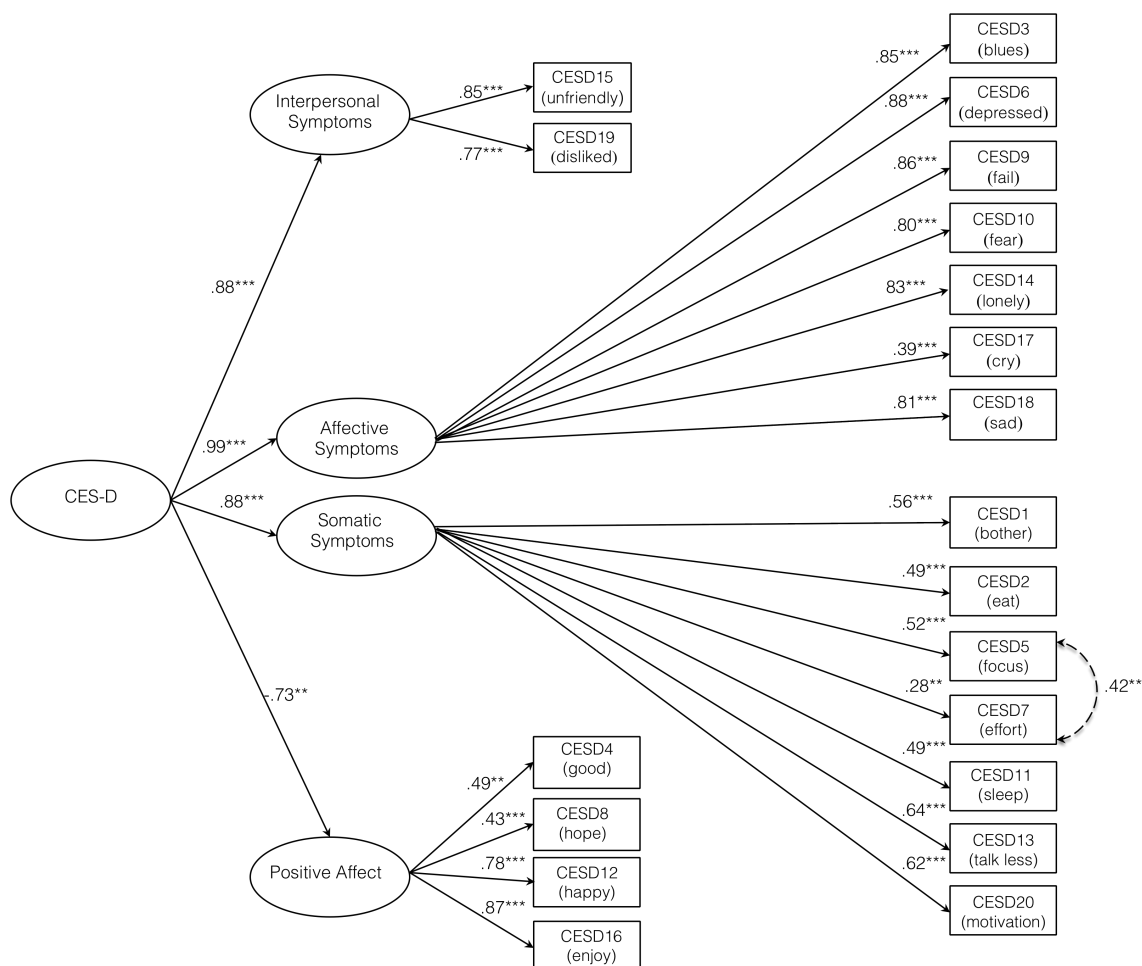 CESD3
(blues)
.85***
CESD6
(depressed)
.88***
CESD15
(unfriendly)
.85***
Interpersonal
Symptoms
CESD19
(disliked)
.77***
CESD9
(fail)
.86***
CESD10
(fear)
.80***
CESD14
(lonely)
83***
.88***
CESD17
(cry)
.39***
CESD18
(sad)
.81***
Affective
Symptoms
.99***
CES-D
.88***
Somatic
Symptoms
.56***
CESD1
(bother)
.49***
CESD2
(eat)
.52***
CESD5
(focus)
.28**
CESD7
(effort)
.42**
-.73**
.49***
CESD11
(sleep)
.64***
CESD13
(talk less)
.62***
CESD20
(motivation)
CESD4
(good)
.49**
CESD8
(hope)
.43***
Positive Affect
CESD12
(happy)
.78***
CESD16
(enjoy)
.87***